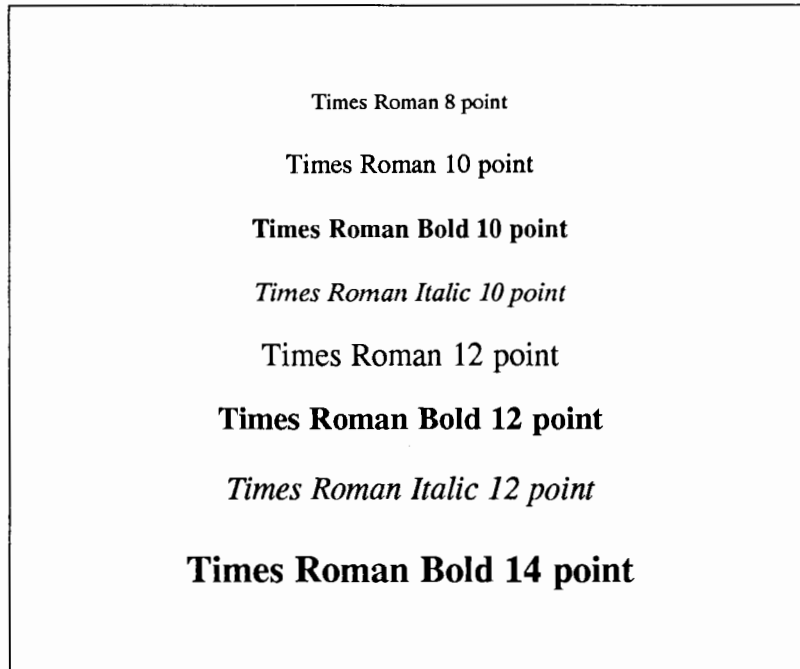 Times Roman 8 point
Times Roman 10 point
Times Roman Bold 10 point
Times Roman Italic 10 point
Times Roman 12 point
Times Roman Bold 12 point
Times Roman Italic 12 point
Times Roman Bold 14 point